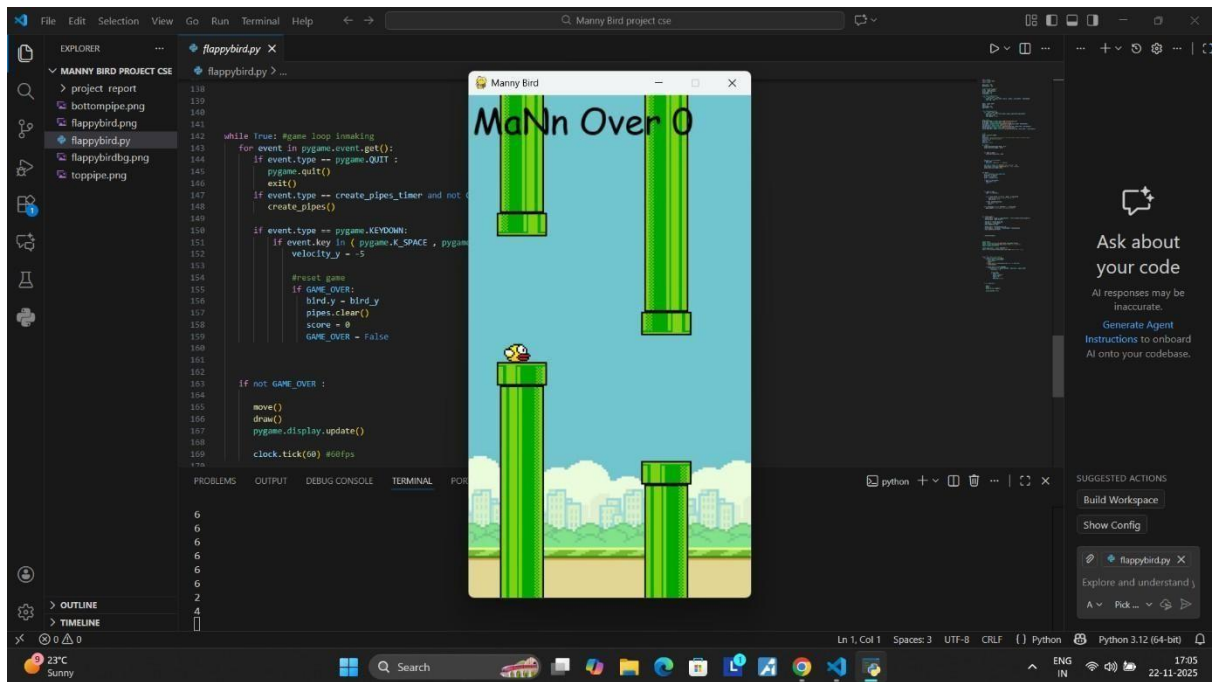 File Edit Selection View Go Run Terminal Help
Manny Bird project cse
EXPLORER
MANNY BIRD PROJECT CSE
project report
bottompipe.png
flappybird.png
flappybird.py
flappybirdbg.png
toppipe.png
OUTLINE
TIMELINE
flappybird.py
flappybird.py > ...
138
139
140
141
142 while True: #game loop inmaking
143 for event in pygame.event.get():
144 if event.type == pygame.QUIT :
145 pygame.quit()
146 exit()
147 if event.type == create_pipes_timer and not
148 create_pipes()
149
150 if event.type == pygame.KEYDOWN:
151 if event.key in ( pygame.K_SPACE , pygam
152 velocity_y = -5
153
154 #reset game
155 if GAME_OVER:
156 bird.y = bird_y
157 pipes.clear()
158 score = 0
159 GAME_OVER = False
160
161
162
163 if not GAME_OVER :
164
165 move()
166 draw()
167 pygame.display.update()
168
169 clock.tick(60) #60fps
Manny Bird
MaNn Over 0
PROBLEMS OUTPUT DEBUG CONSOLE TERMINAL POR
python
6
6
6
6
6
6
2
4
Ask about
your code
AI responses may be
inaccurate.
Generate Agent
Instructions to onboard
AI onto your codebase.
SUGGESTED ACTIONS
Build Workspace
Show Config
flappybird.py
Explore and understand y
A Pick ...
0 0
Ln 1, Col 1 Spaces: 3 UTF-8 CRLF {} Python Python 3.12 (64-bit)
9
23°C
Sunny
Search
ENG
IN
17:05
22-11-2025